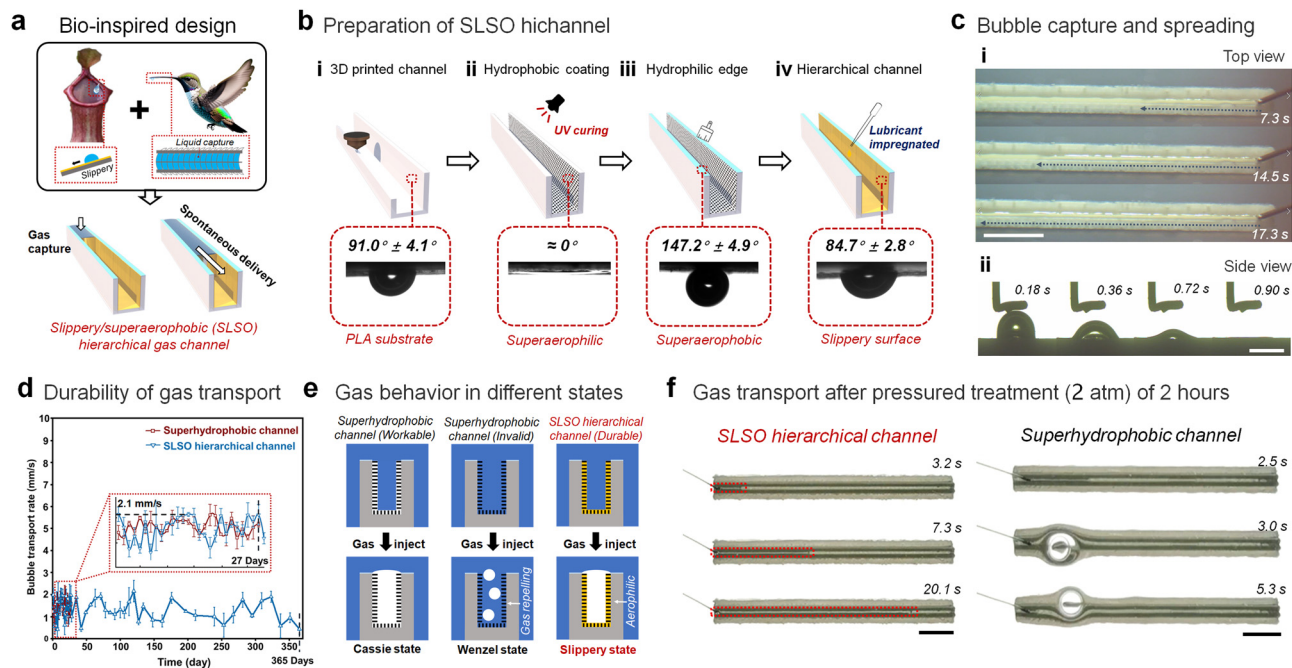 a
Bio-inspired design
+
Slippery
Liquid capture
Gas
capture
Spontaneous
delivery
Slippery/superaerophobic (SLSO)
hierarchical gas channel
b
Preparation of SLSO hichannel
i 3D printed channel
ii Hydrophobic coating
iii Hydrophilic edge
iv Hierarchical channel
UV curing
Lubricant
impregnated
91.0° ± 4.1°
≈ 0°
147.2° ± 4.9°
84.7° ± 2.8°
PLA substrate
Superaerophilic
Superaerophobic
Slippery surface
c
Bubble capture and spreading
i
Top view
7.3 s
14.5 s
17.3 s
ii
Side view
0.18 s
0.36 s
0.72 s
0.90 s
d
Durability of gas transport
Bubble transport rate (mm/s)
10
9
8
7
6
5
4
3
2
1
0
Superhydrophobic channel
SLSO hierarchical channel
2.1 mm/s
27 Days
0 50 100 150 200 250 300 350
365 Days
Time (day)
e
Gas behavior in different states
Superhydrophobic
channel (Workable)
Superhydrophobic
channel (Invalid)
SLSO hierarchical
channel (Durable)
Gas inject
Gas inject
Gas inject
Gas repelling
Aerophilic
Cassie state
Wenzel state
Slippery state
f
Gas transport after pressured treatment (2 atm) of 2 hours
SLSO hierarchical channel
3.2 s
7.3 s
20.1 s
Superhydrophobic channel
2.5 s
3.0 s
5.3 s